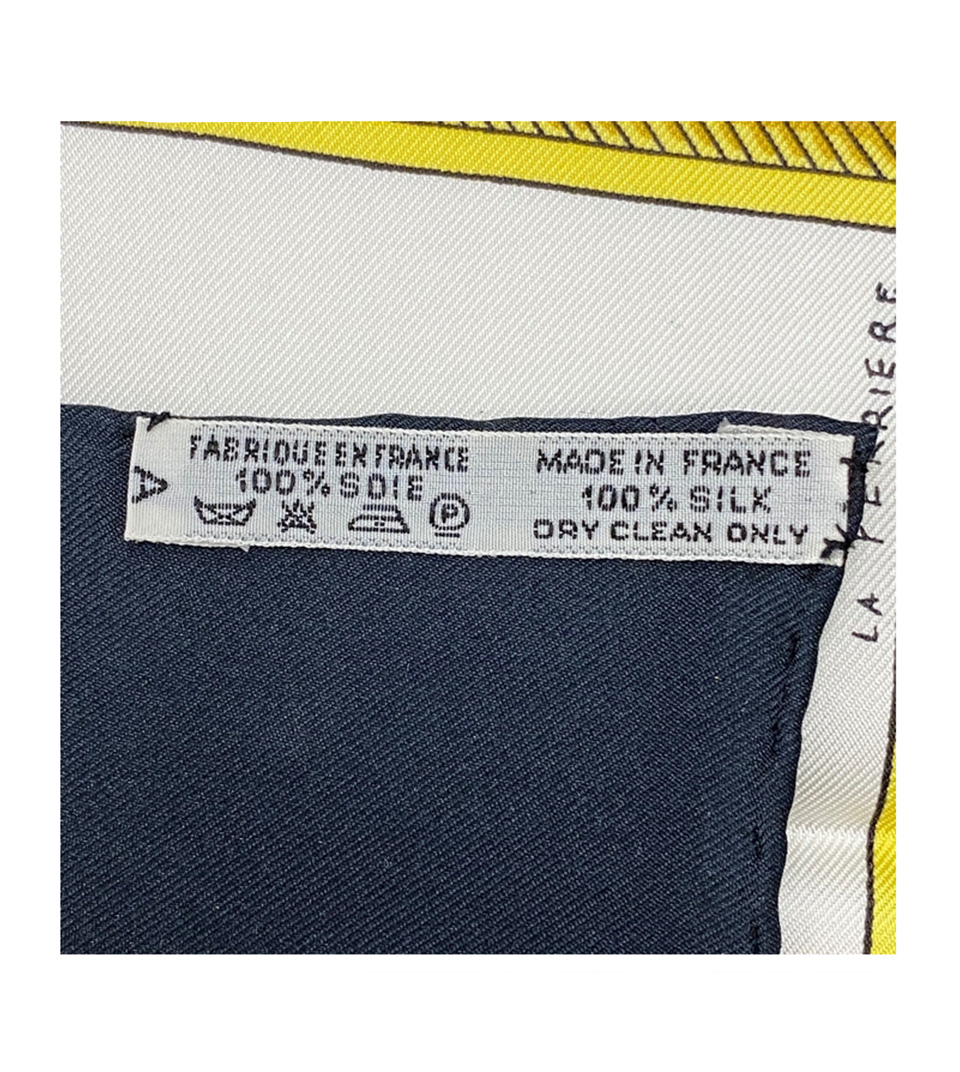 FABRIQUE EN FRANCE
100% SOIE
A
P
MADE IN FRANCE
100% SILK
DRY CLEAN ONLY
LA PERRIERE